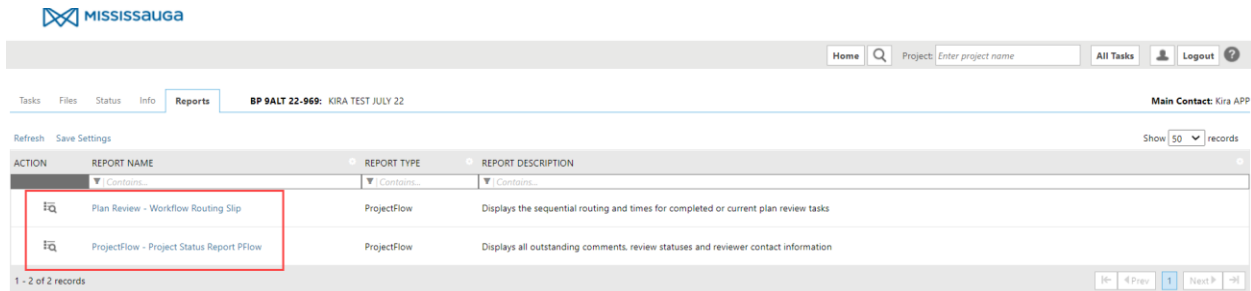 MISSISSAUGA
Home Project: Enter project name All Tasks Logout ?
Tasks Files Status Info Reports BP 9ALT 22-969: KIRA TEST JULY 22 Main Contact: Kira APP
Refresh Save Settings Show 50 records
ACTION REPORT NAME REPORT TYPE REPORT DESCRIPTION
Contains... Contains... Contains...
Plan Review - Workflow Routing Slip ProjectFlow Displays the sequential routing and times for completed or current plan review tasks
ProjectFlow - Project Status Report PFlow ProjectFlow Displays all outstanding comments, review statuses and reviewer contact information
1 - 2 of 2 records Prev 1 Next